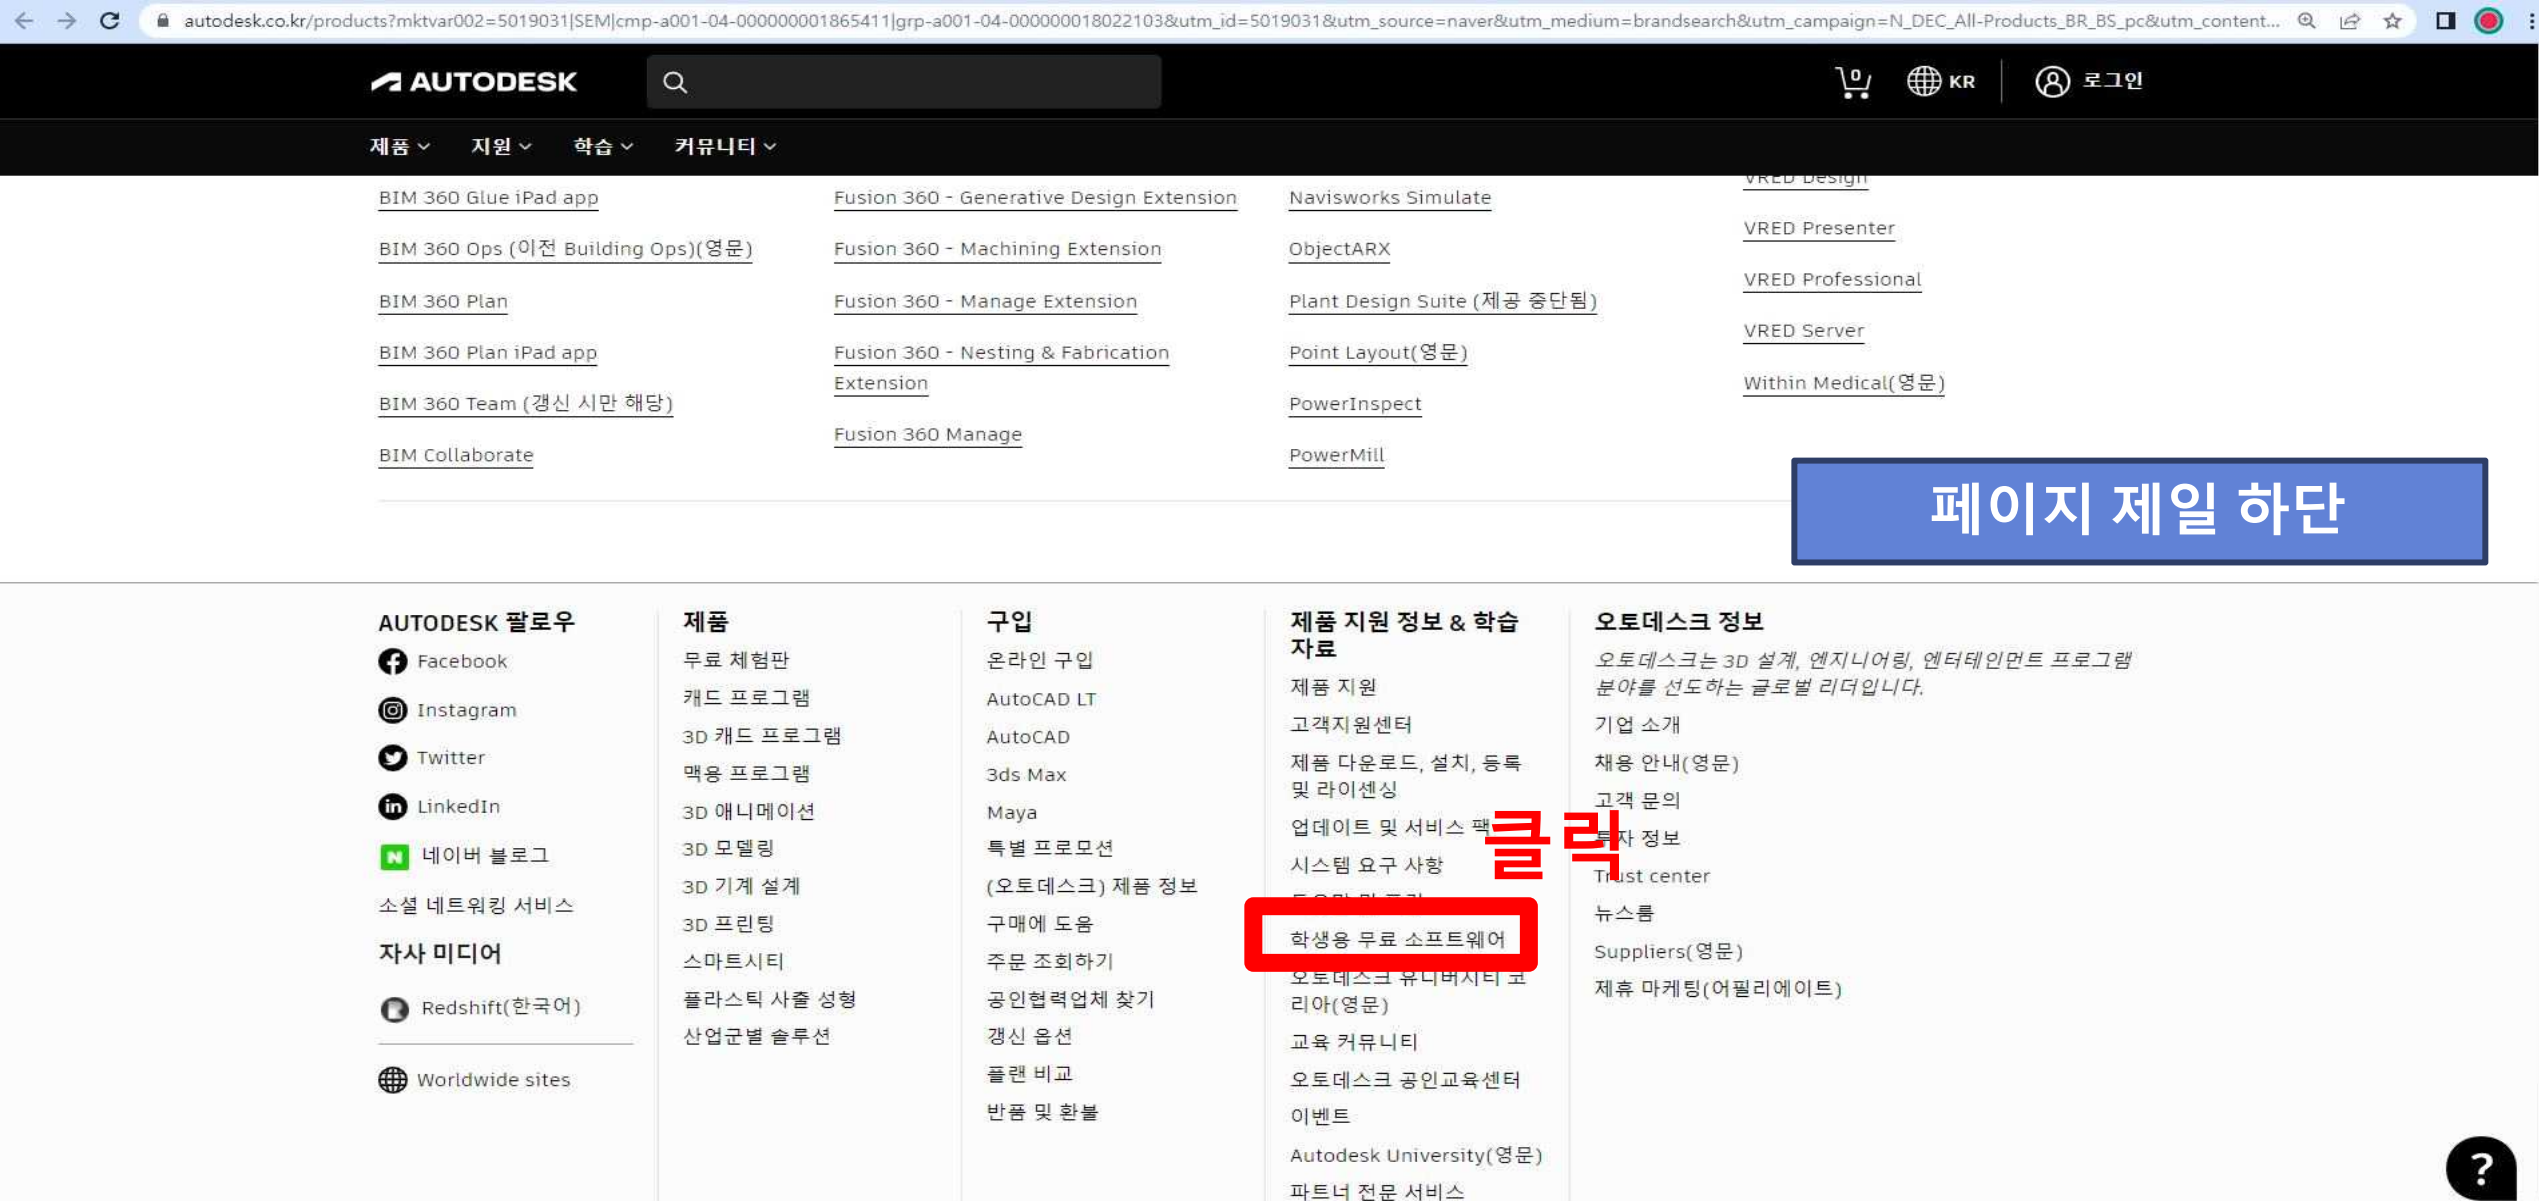 autodesk.co.kr/products?mktvar002=5019031|SEM|cmp-a001-04-000000001865411|grp-a001-04-000000018022103&utm_id=5019031&utm_source=naver&utm_medium=brandsearch&utm_campaign=N_DEC_All-Products_BR_BS_pc&utm_content...
AUTODESK
0
KR
로그인
제품
지원
학습
커뮤니티
BIM 360 Glue iPad app
BIM 360 Ops (이전 Building Ops)(영문)
BIM 360 Plan
BIM 360 Plan iPad app
BIM 360 Team (갱신 시만 해당)
BIM Collaborate
Fusion 360 - Generative Design Extension
Fusion 360 - Machining Extension
Fusion 360 - Manage Extension
Fusion 360 - Nesting & Fabrication
Extension
Fusion 360 Manage
Navisworks Simulate
ObjectARX
Plant Design Suite (제공 중단됨)
Point Layout(영문)
PowerInspect
PowerMill
VRED Design
VRED Presenter
VRED Professional
VRED Server
Within Medical(영문)
페이지 제일 하단
AUTODESK 팔로우
Facebook
Instagram
Twitter
LinkedIn
네이버 블로그
소셜 네트워킹 서비스
자사 미디어
Redshift(한국어)
Worldwide sites
제품
무료 체험판
캐드 프로그램
3D 캐드 프로그램
맥용 프로그램
3D 애니메이션
3D 모델링
3D 기계 설계
3D 프린팅
스마트시티
플라스틱 사출 성형
산업군별 솔루션
구입
온라인 구입
AutoCAD LT
AutoCAD
3ds Max
Maya
특별 프로모션
(오토데스크) 제품 정보
구매에 도움
주문 조회하기
공인협력업체 찾기
갱신 옵션
플랜 비교
반품 및 환불
제품 지원 정보 & 학습
자료
제품 지원
고객지원센터
제품 다운로드, 설치, 등록
및 라이센싱
업데이트 및 서비스 팩
시스템 요구 사항
클릭
학생용 무료 소프트웨어
오토데스크 유니버시티 코
리아(영문)
교육 커뮤니티
오토데스크 공인교육센터
이벤트
Autodesk University(영문)
파트너 전문 서비스
오토데스크 정보
오토데스크는 3D 설계, 엔지니어링, 엔터테인먼트 프로그램
분야를 선도하는 글로벌 리더입니다.
기업 소개
채용 안내(영문)
고객 문의
투자 정보
Trust center
뉴스룸
Suppliers(영문)
제휴 마케팅(어필리에이트)
?